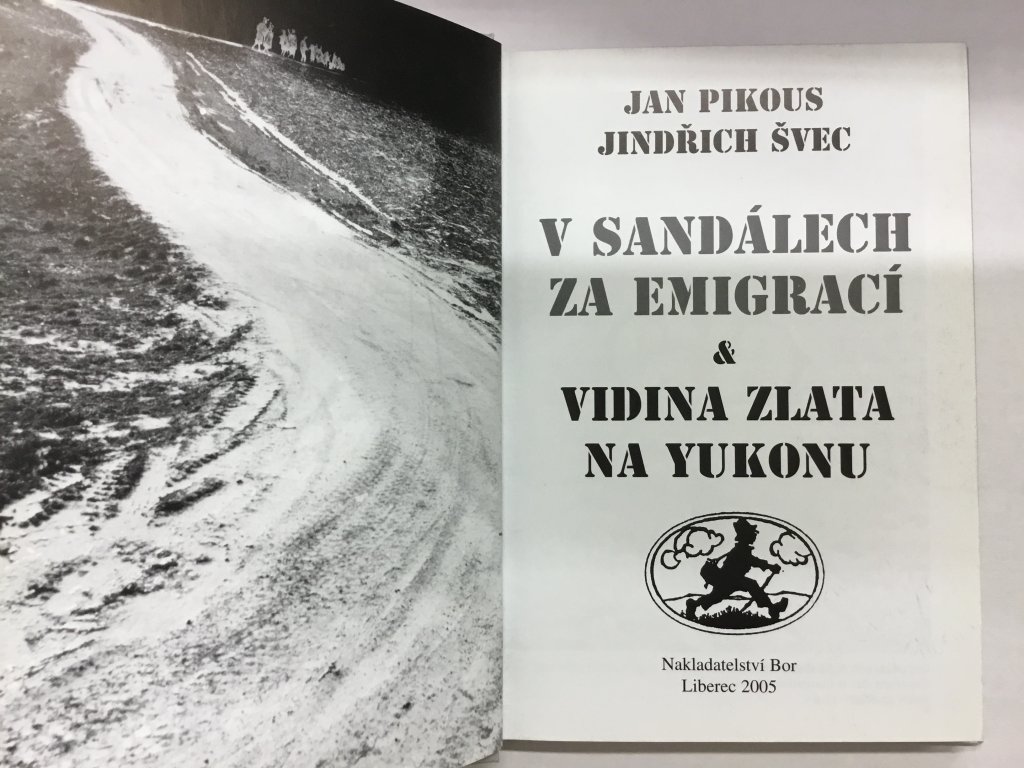 JAN PIKOUS
JINDŘICH ŠVEC
V SANDÁLECH
ZA EMIGRACÍ
&
VIDINA ZLATA
NA YUKONU
Nakladatelství Bor
Liberec 2005